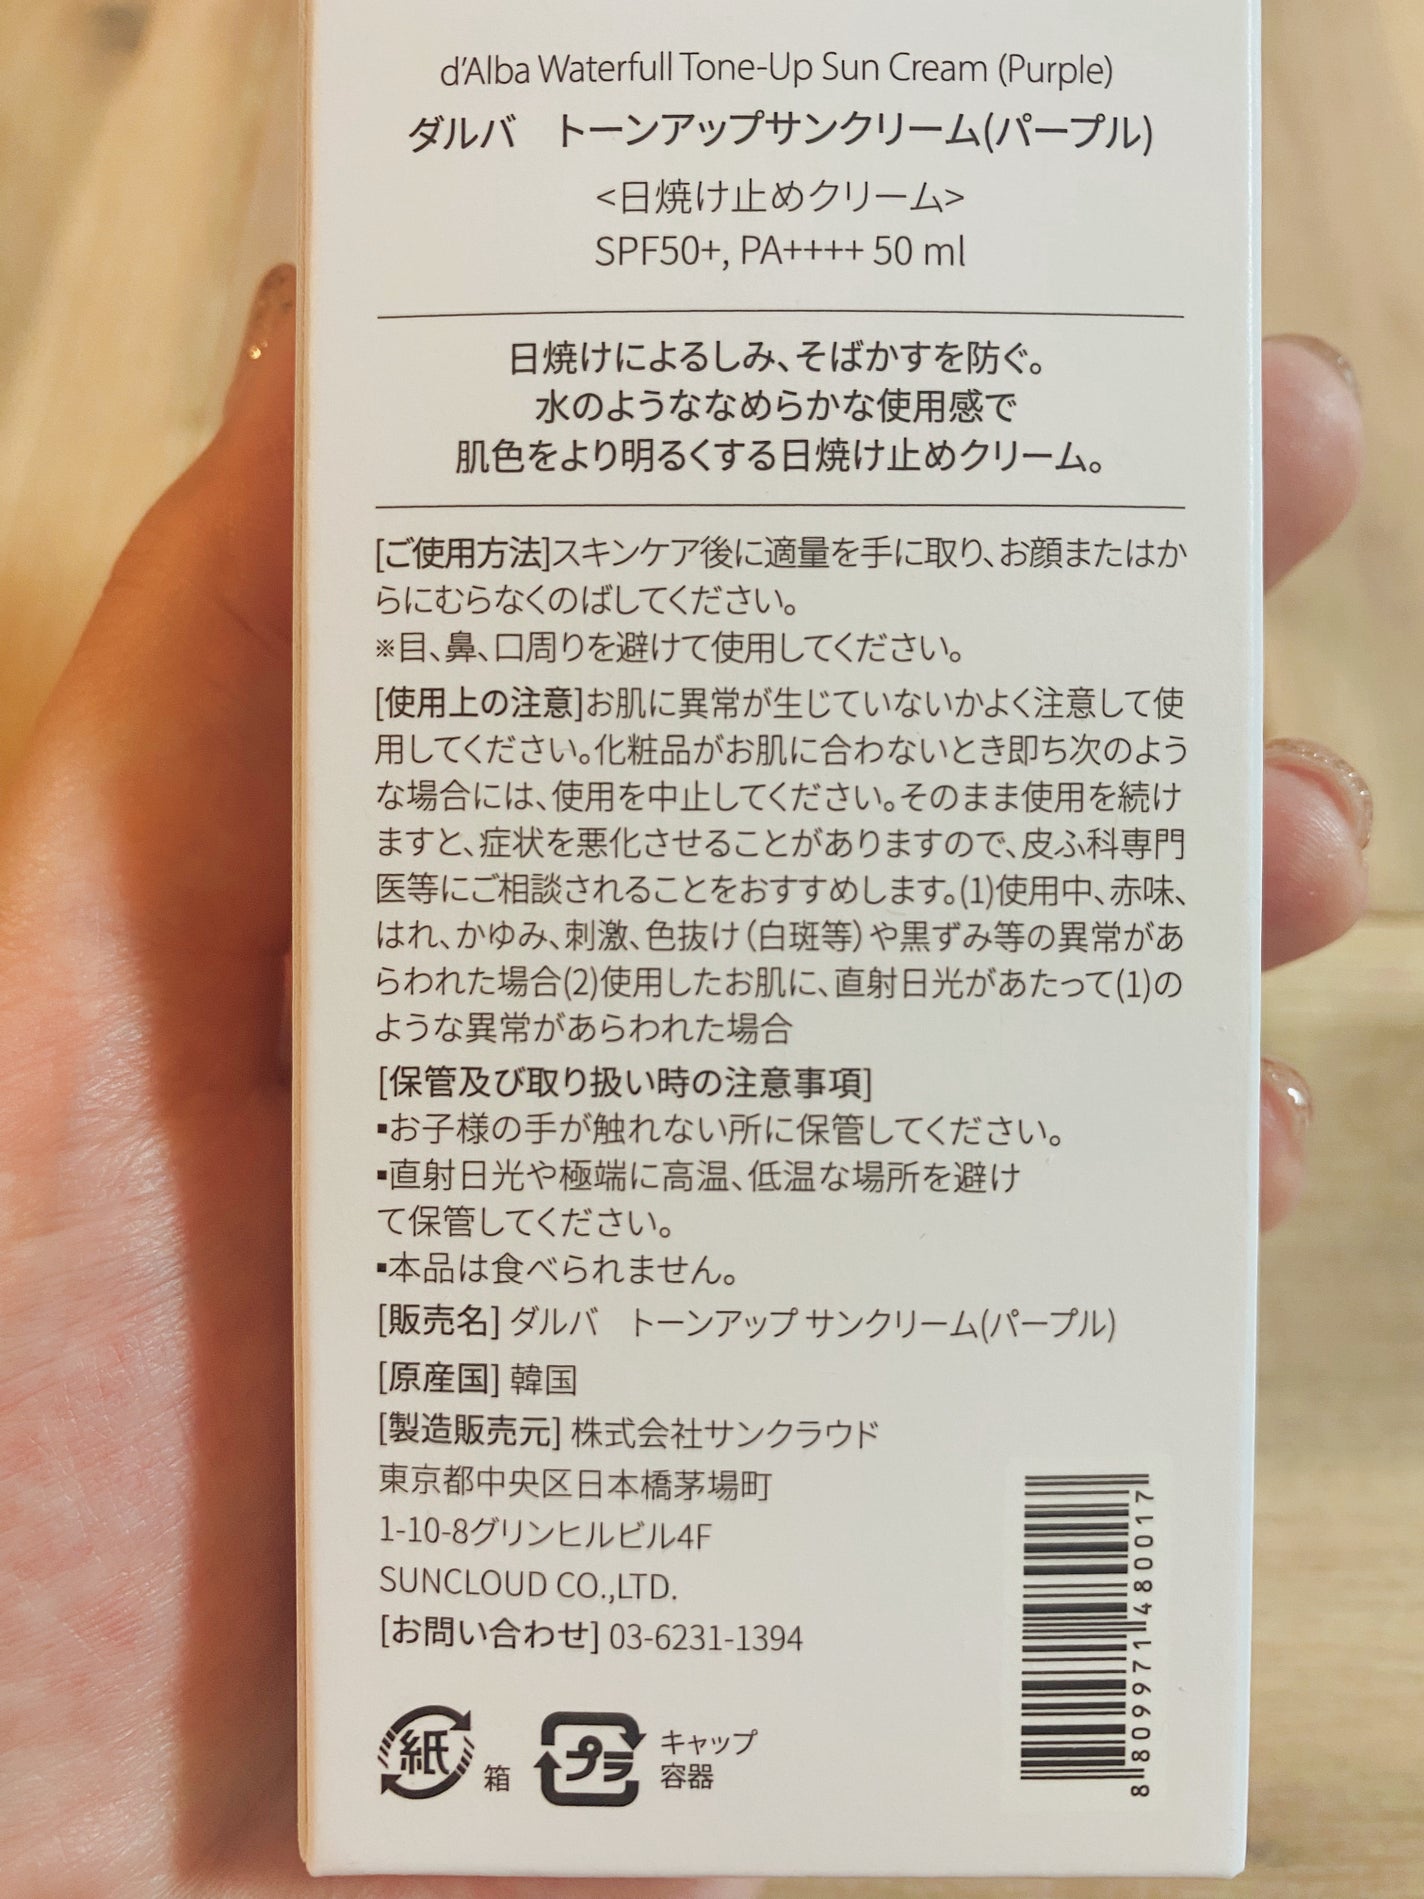 d'Alba Waterfull Tone-Up Sun Cream (Purple)
ダルバ　トーンアップサンクリーム(パープル)
<日焼け止めクリーム>
SPF50+, PA++++ 50 ml
日焼けによるしみ、そばかすを防ぐ。
水のようななめらかな使用感で
肌色をより明るくする日焼け止めクリーム。
[ご使用方法]スキンケア後に適量を手に取り、お顔またはか
らにむらなくのばしてください。
※目、鼻、口周りを避けて使用してください。
[使用上の注意]お肌に異常が生じていないかよく注意して使
用してください。化粧品がお肌に合わないとき即ち次のよう
な場合には、使用を中止してください。そのまま使用を続け
ますと、症状を悪化させることがありますので、皮ふ科専門
医等にご相談されることをおすすめします。(1)使用中、赤味、
はれ、かゆみ、刺激、色抜け（白斑等）や黒ずみ等の異常があ
らわれた場合(2)使用したお肌に、直射日光があたって(1)の
ような異常があらわれた場合
[保管及び取り扱い時の注意事項]
▪お子様の手が触れない所に保管してください。
▪直射日光や極端に高温、低温な場所を避け
て保管してください。
▪本品は食べられません。
[販売名] ダルバ　トーンアップ サンクリーム(パープル)
[原産国] 韓国
[製造販売元] 株式会社サンクラウド
東京都中央区日本橋茅場町
1-10-8グリンヒルビル4F
SUNCLOUD CO.,LTD.
[お問い合わせ] 03-6231-1394
紙 箱
プラ キャップ
容器
8 809971 480017